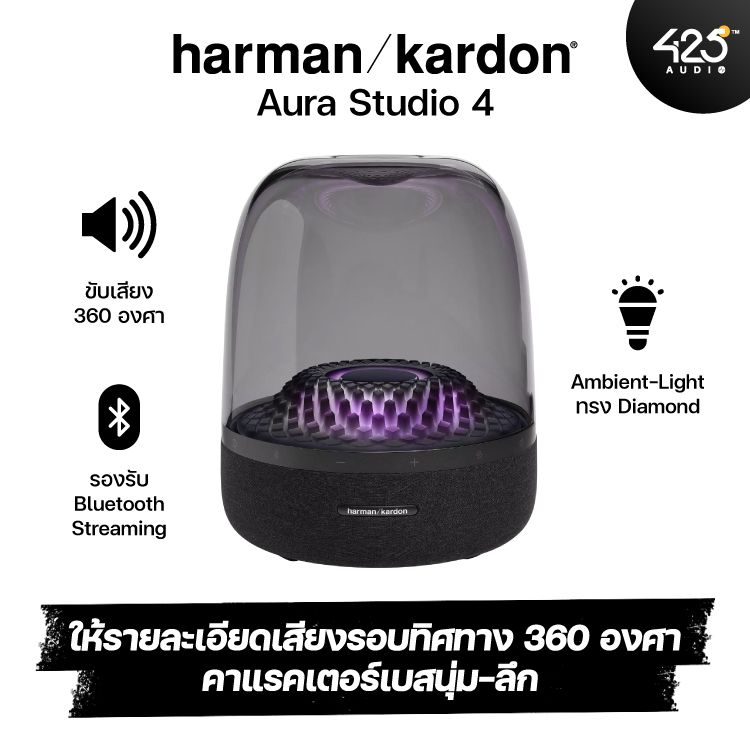 harman/kardon®
Aura Studio 4
425™
AUDIO
ขับเสียง
360 องศา
รองรับ
Bluetooth
Streaming
Ambient-Light
ทรง Diamond
harman/kardon
ให้รายละเอียดเสียงรอบทิศทาง 360 องศา
คาแรคเตอร์เบสนุ่ม-ลึก